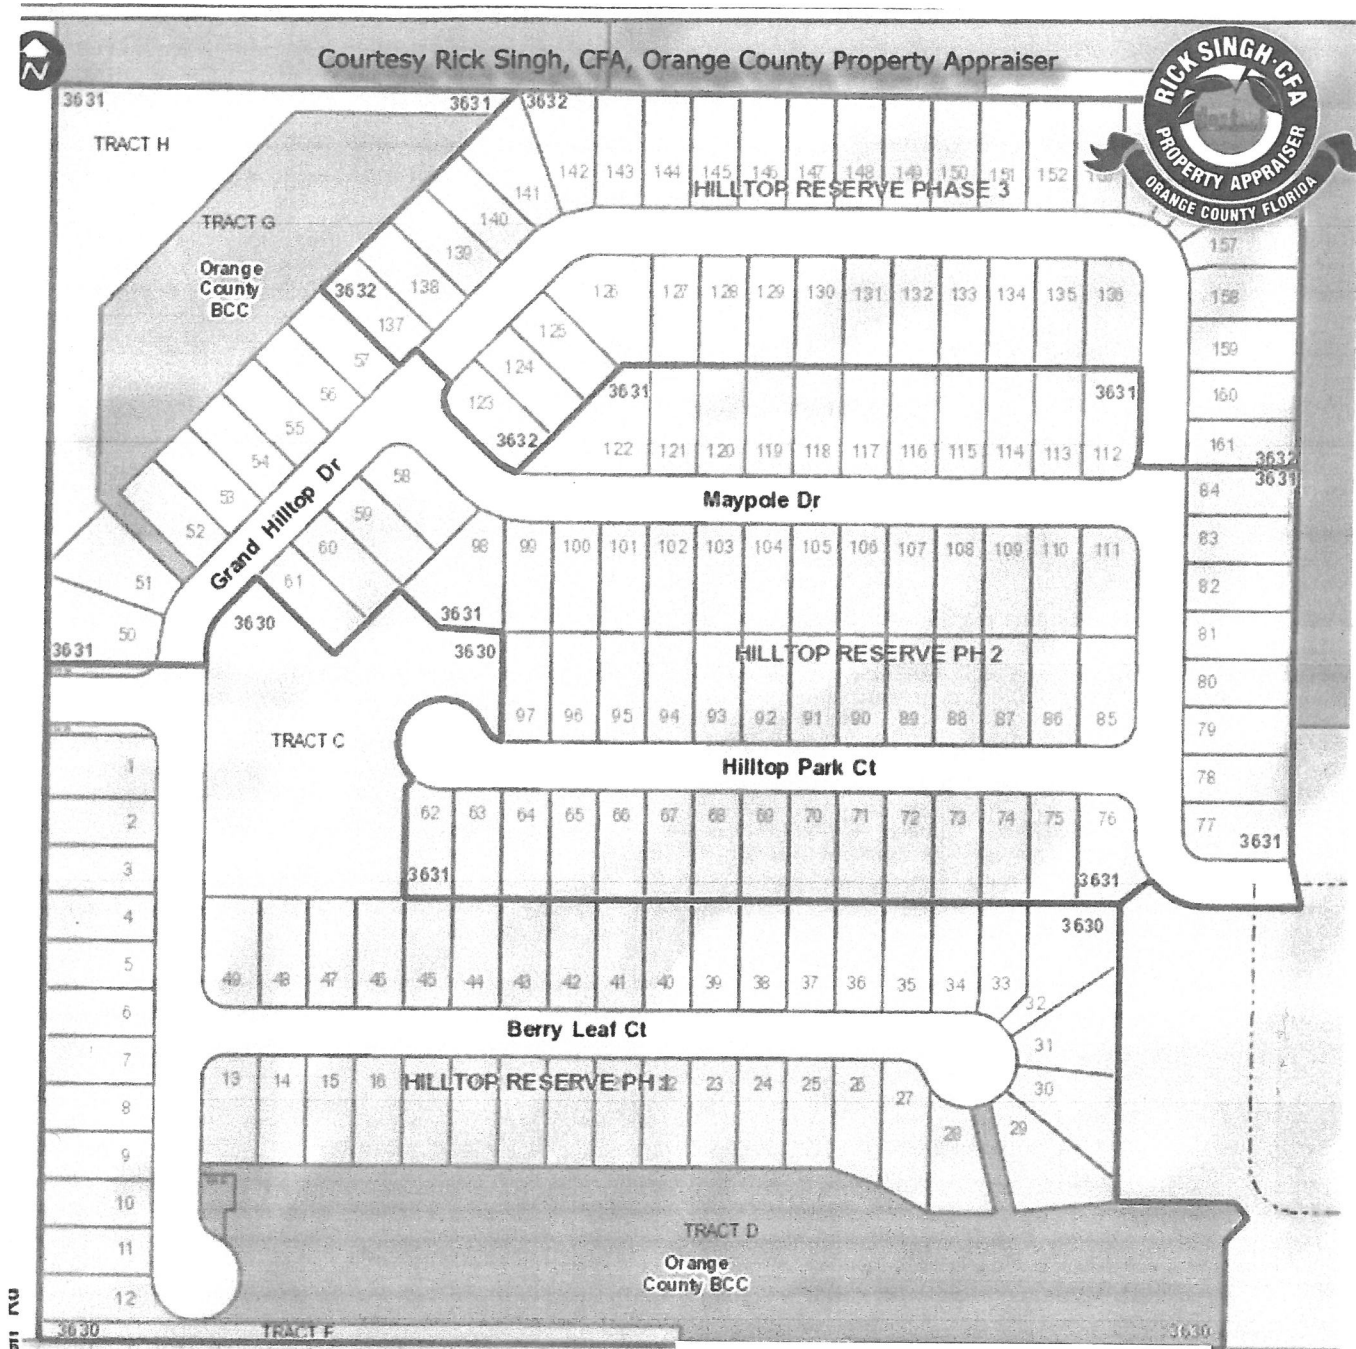 Courtesy Rick Singh, CFA, Orange County Property Appraiser
RICK SINGH, CFA
PROPERTY APPRAISER
ORANGE COUNTY FLORIDA
N
3631
3631
3632
TRACT H
142 143 144 145 146 147 148 149 150 151 152
HILLTOP RESERVE PHASE 3
141
140
139
138
137
3632
TRACT G
Orange
County
BCC
157
158
159
160
161
3632
3631
126 127 128 129 130 131 132 133 134 135 136
125
124
123
3632
3631
3631
57
56
55
54
53
52
51
50
3631
122 121 120 119 118 117 116 115 114 113 112
Grand Hilltop Dr
Maypole Dr
58
59
60
61
3630
98 99 100 101 102 103 104 105 106 107 108 109 110 111
3631
3630
HILLTOP RESERVE PH 2
84
83
82
81
80
79
78
77
3631
97 96 95 94 93 92 91 90 89 88 87 86 85
TRACT C
Hilltop Park Ct
62 63 64 65 66 67 68 69 70 71 72 73 74 75 76
3631
3631
3630
1
2
3
4
5
6
7
8
9
10
11
12
49 48 47 46 45 44 43 42 41 40 39 38 37 36 35 34 33
32
31
30
29
28
Berry Leaf Ct
13 14 15 16 23 24 25 26 27
HILLTOP RESERVE PH 1
TRACT D
Orange
County BCC
3630
TRACT F
3630